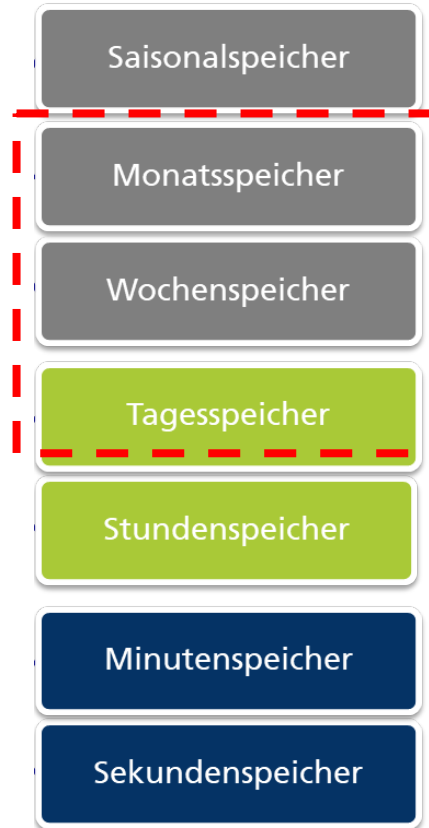 Saisonalspeicher
Monatsspeicher
Wochenspeicher
Tagesspeicher
Stundenspeicher
Minutenspeicher
Sekundenspeicher